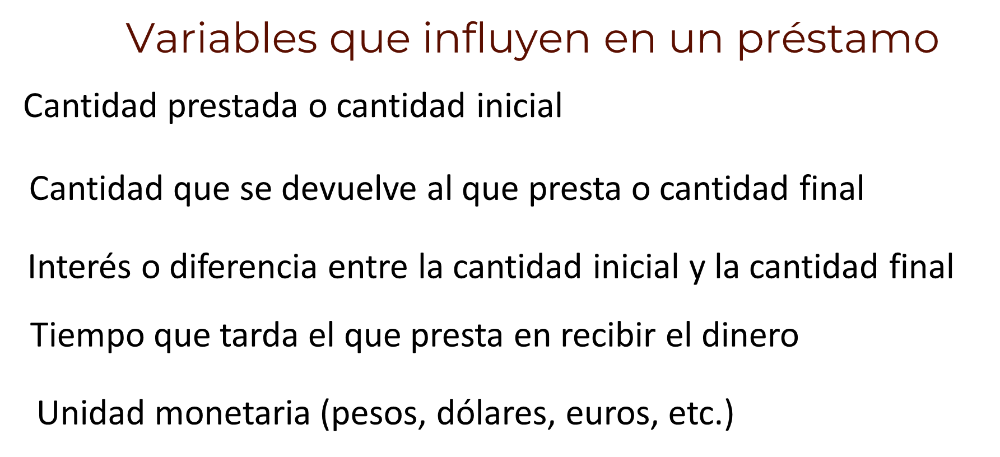 Variables que influyen en un préstamo
Cantidad prestada o cantidad inicial
Cantidad que se devuelve al que presta o cantidad final
Interés o diferencia entre la cantidad inicial y la cantidad final
Tiempo que tarda el que presta en recibir el dinero
Unidad monetaria (pesos, dólares, euros, etc.)